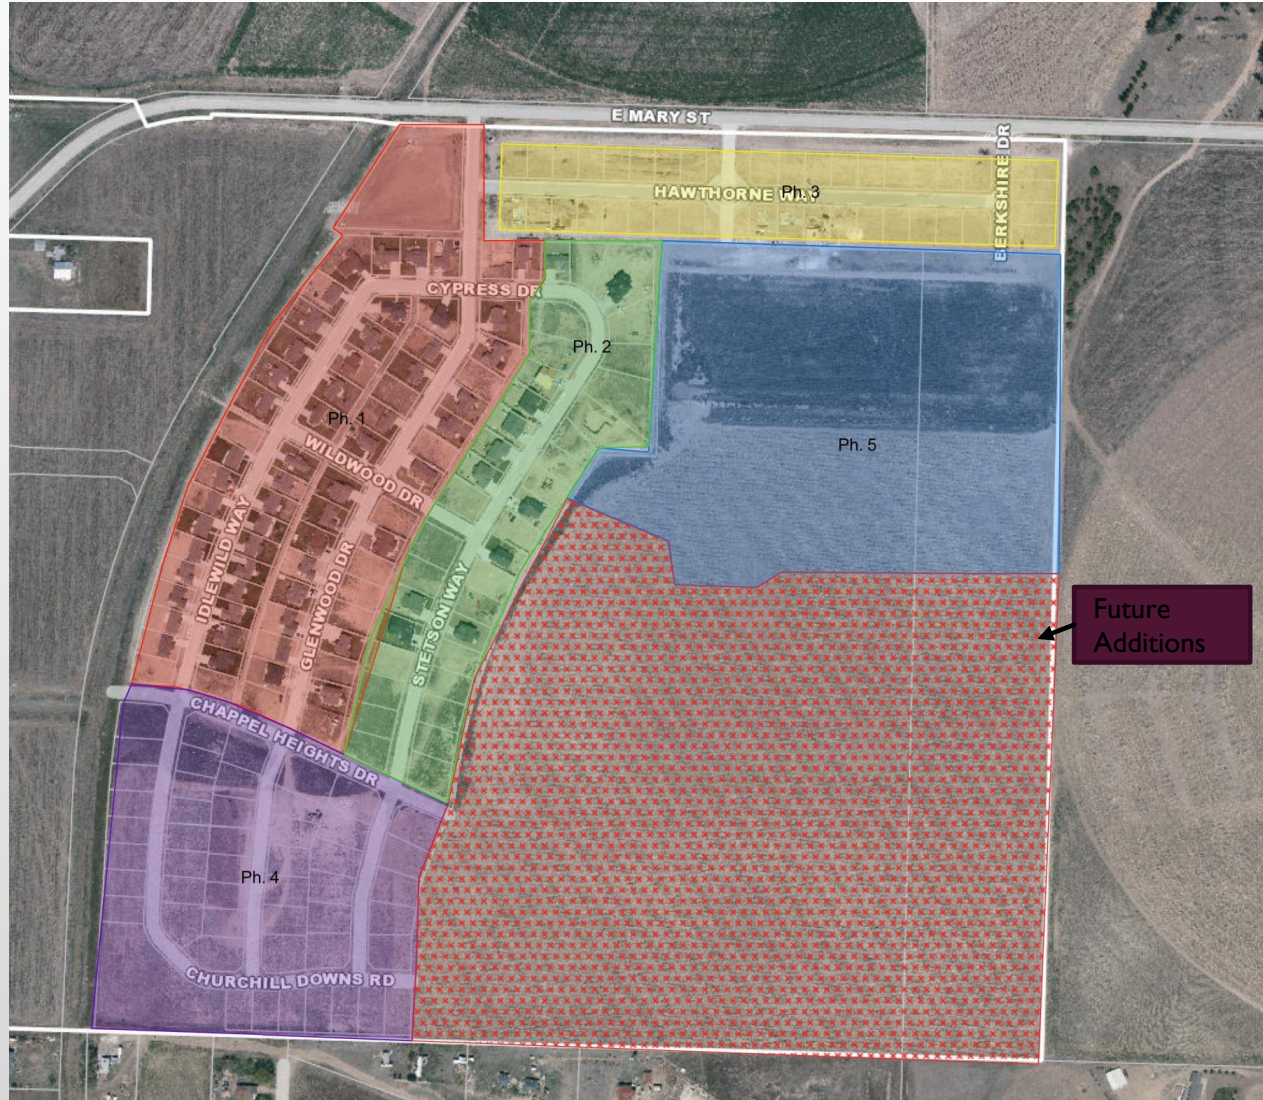 E MARY ST
BERKSHIRE DR
HAWTHORNE WAY
Ph. 3
CYPRESS DR
Ph. 2
Ph. 1
WILDWOOD DR
Ph. 5
IDLEWILD WAY
GLENWOOD DR
STETSON WAY
Future
Additions
CHAPPEL HEIGHTS DR
Ph. 4
CHURCHILL DOWNS RD